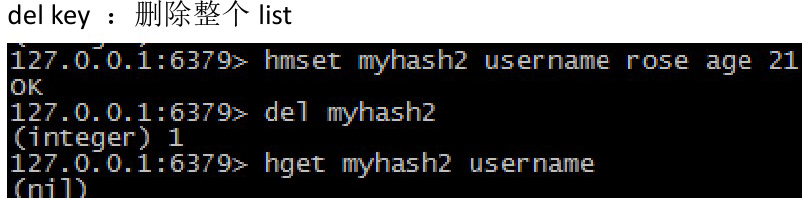 del key ：删除整个 list
127.0.0.1:6379> hmset myhash2 username rose age 21
OK
127.0.0.1:6379> del myhash2
(integer) 1
127.0.0.1:6379> hget myhash2 username
(nil)